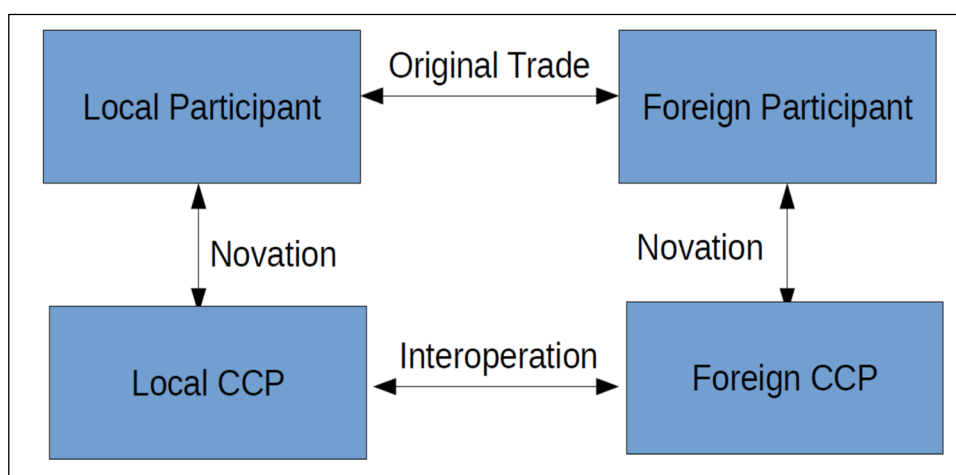 Original Trade
Local Participant
Foreign Participant
Novation
Novation
Interoperation
Local CCP
Foreign CCP